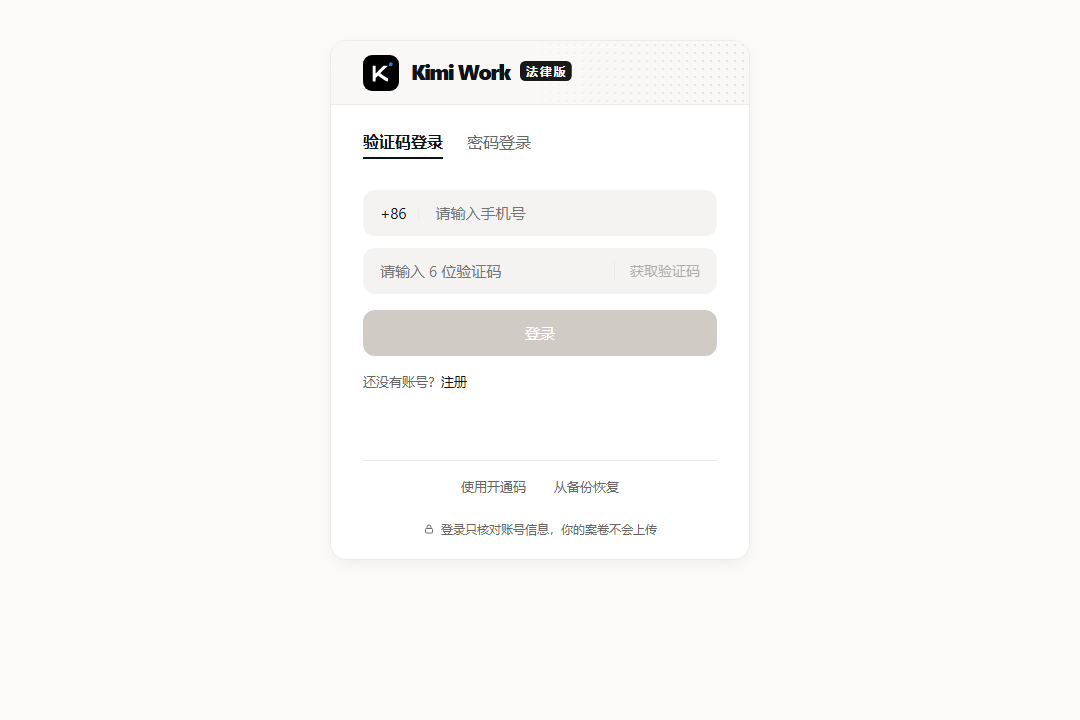 Kimi Work 法律版
验证码登录 密码登录
+86 请输入手机号
请输入 6 位验证码 获取验证码
登录
还没有账号？注册
使用开通码 从备份恢复
登录只核对账号信息，你的案卷不会上传